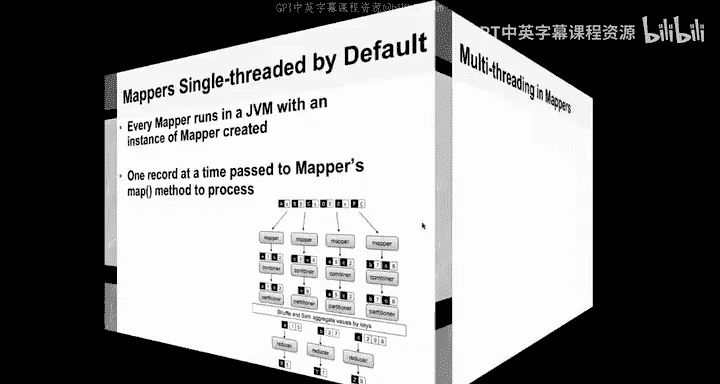 GPT中英字幕课程资源@bilibili
PT中英字幕课程资源 bilibili
Mappers Single-threaded by Default
• Every Mapper runs in a JVM with an
instance of Mapper created
• One record at a time passed to Mapper's
map() method to process
mapper mapper mapper mapper
combiner combiner combiner combiner
partitioner partitioner partitioner partitioner
Shuffle and Sort: aggregate values by keys
reducer reducer reducer
Multi-threading in Mappers